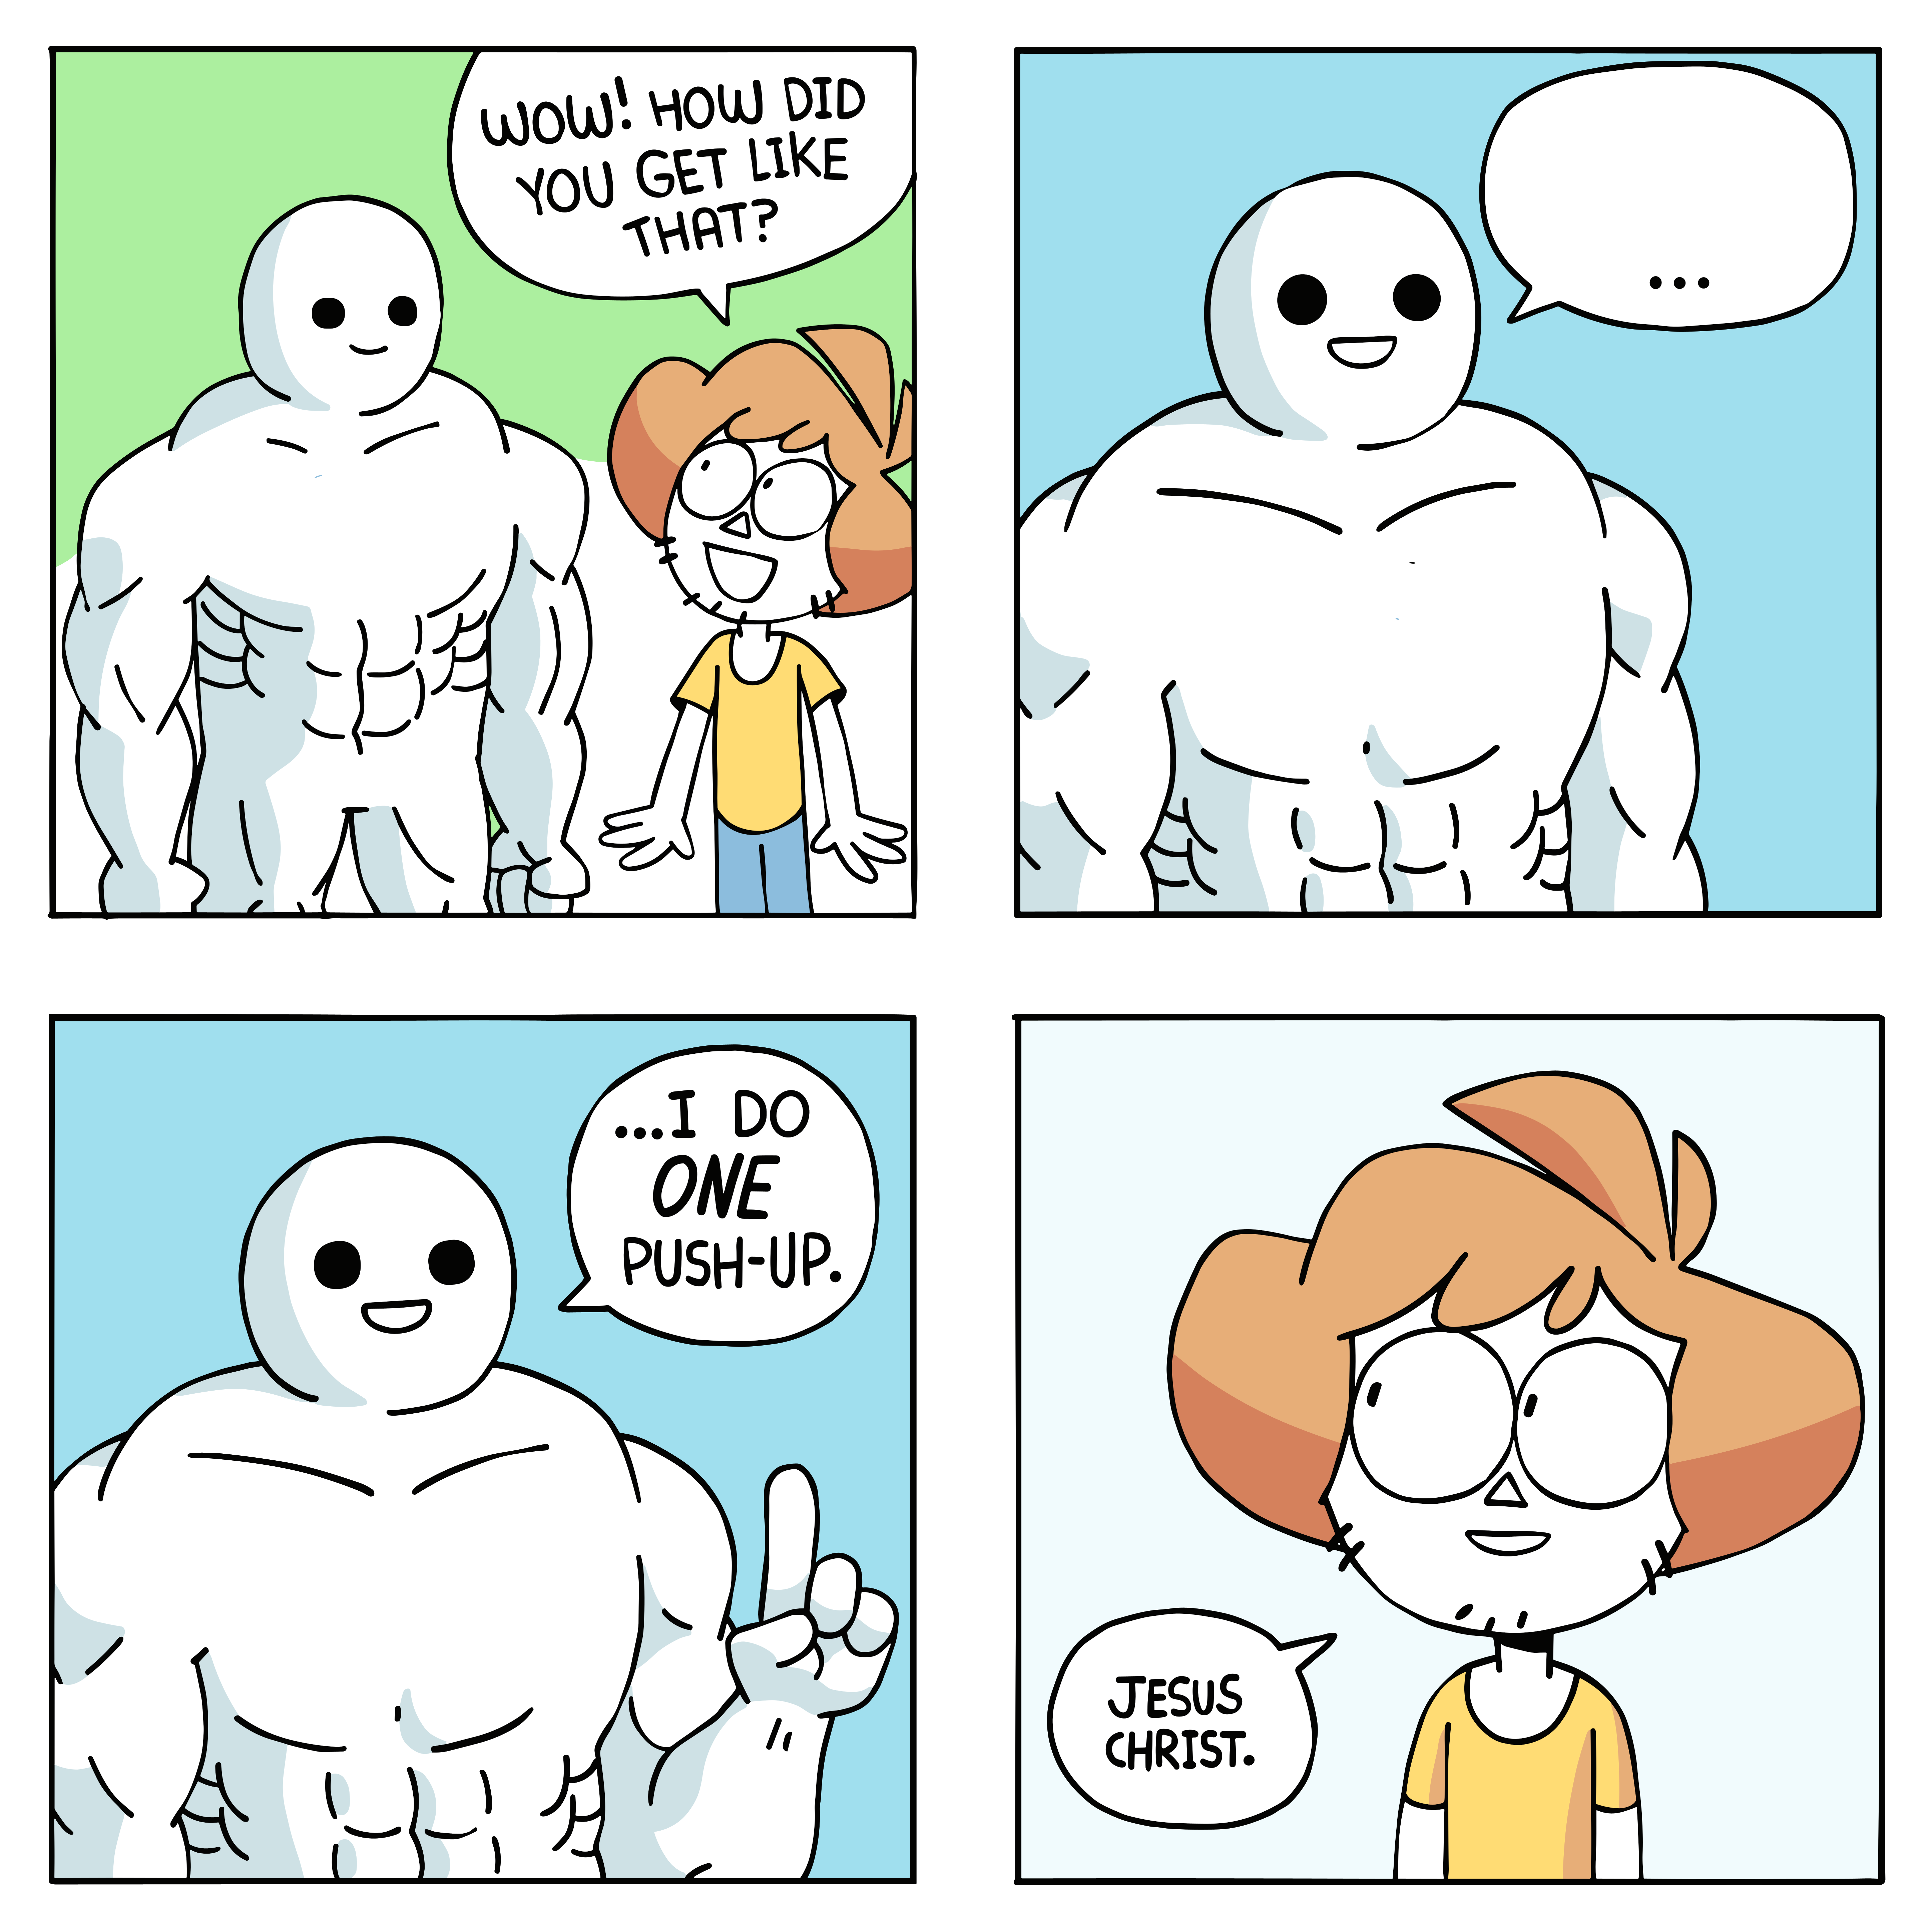 WOW! HOW DID
YOU GET LIKE
THAT?
...
...I DO
ONE
PUSH-UP.
JESUS
CHRIST.